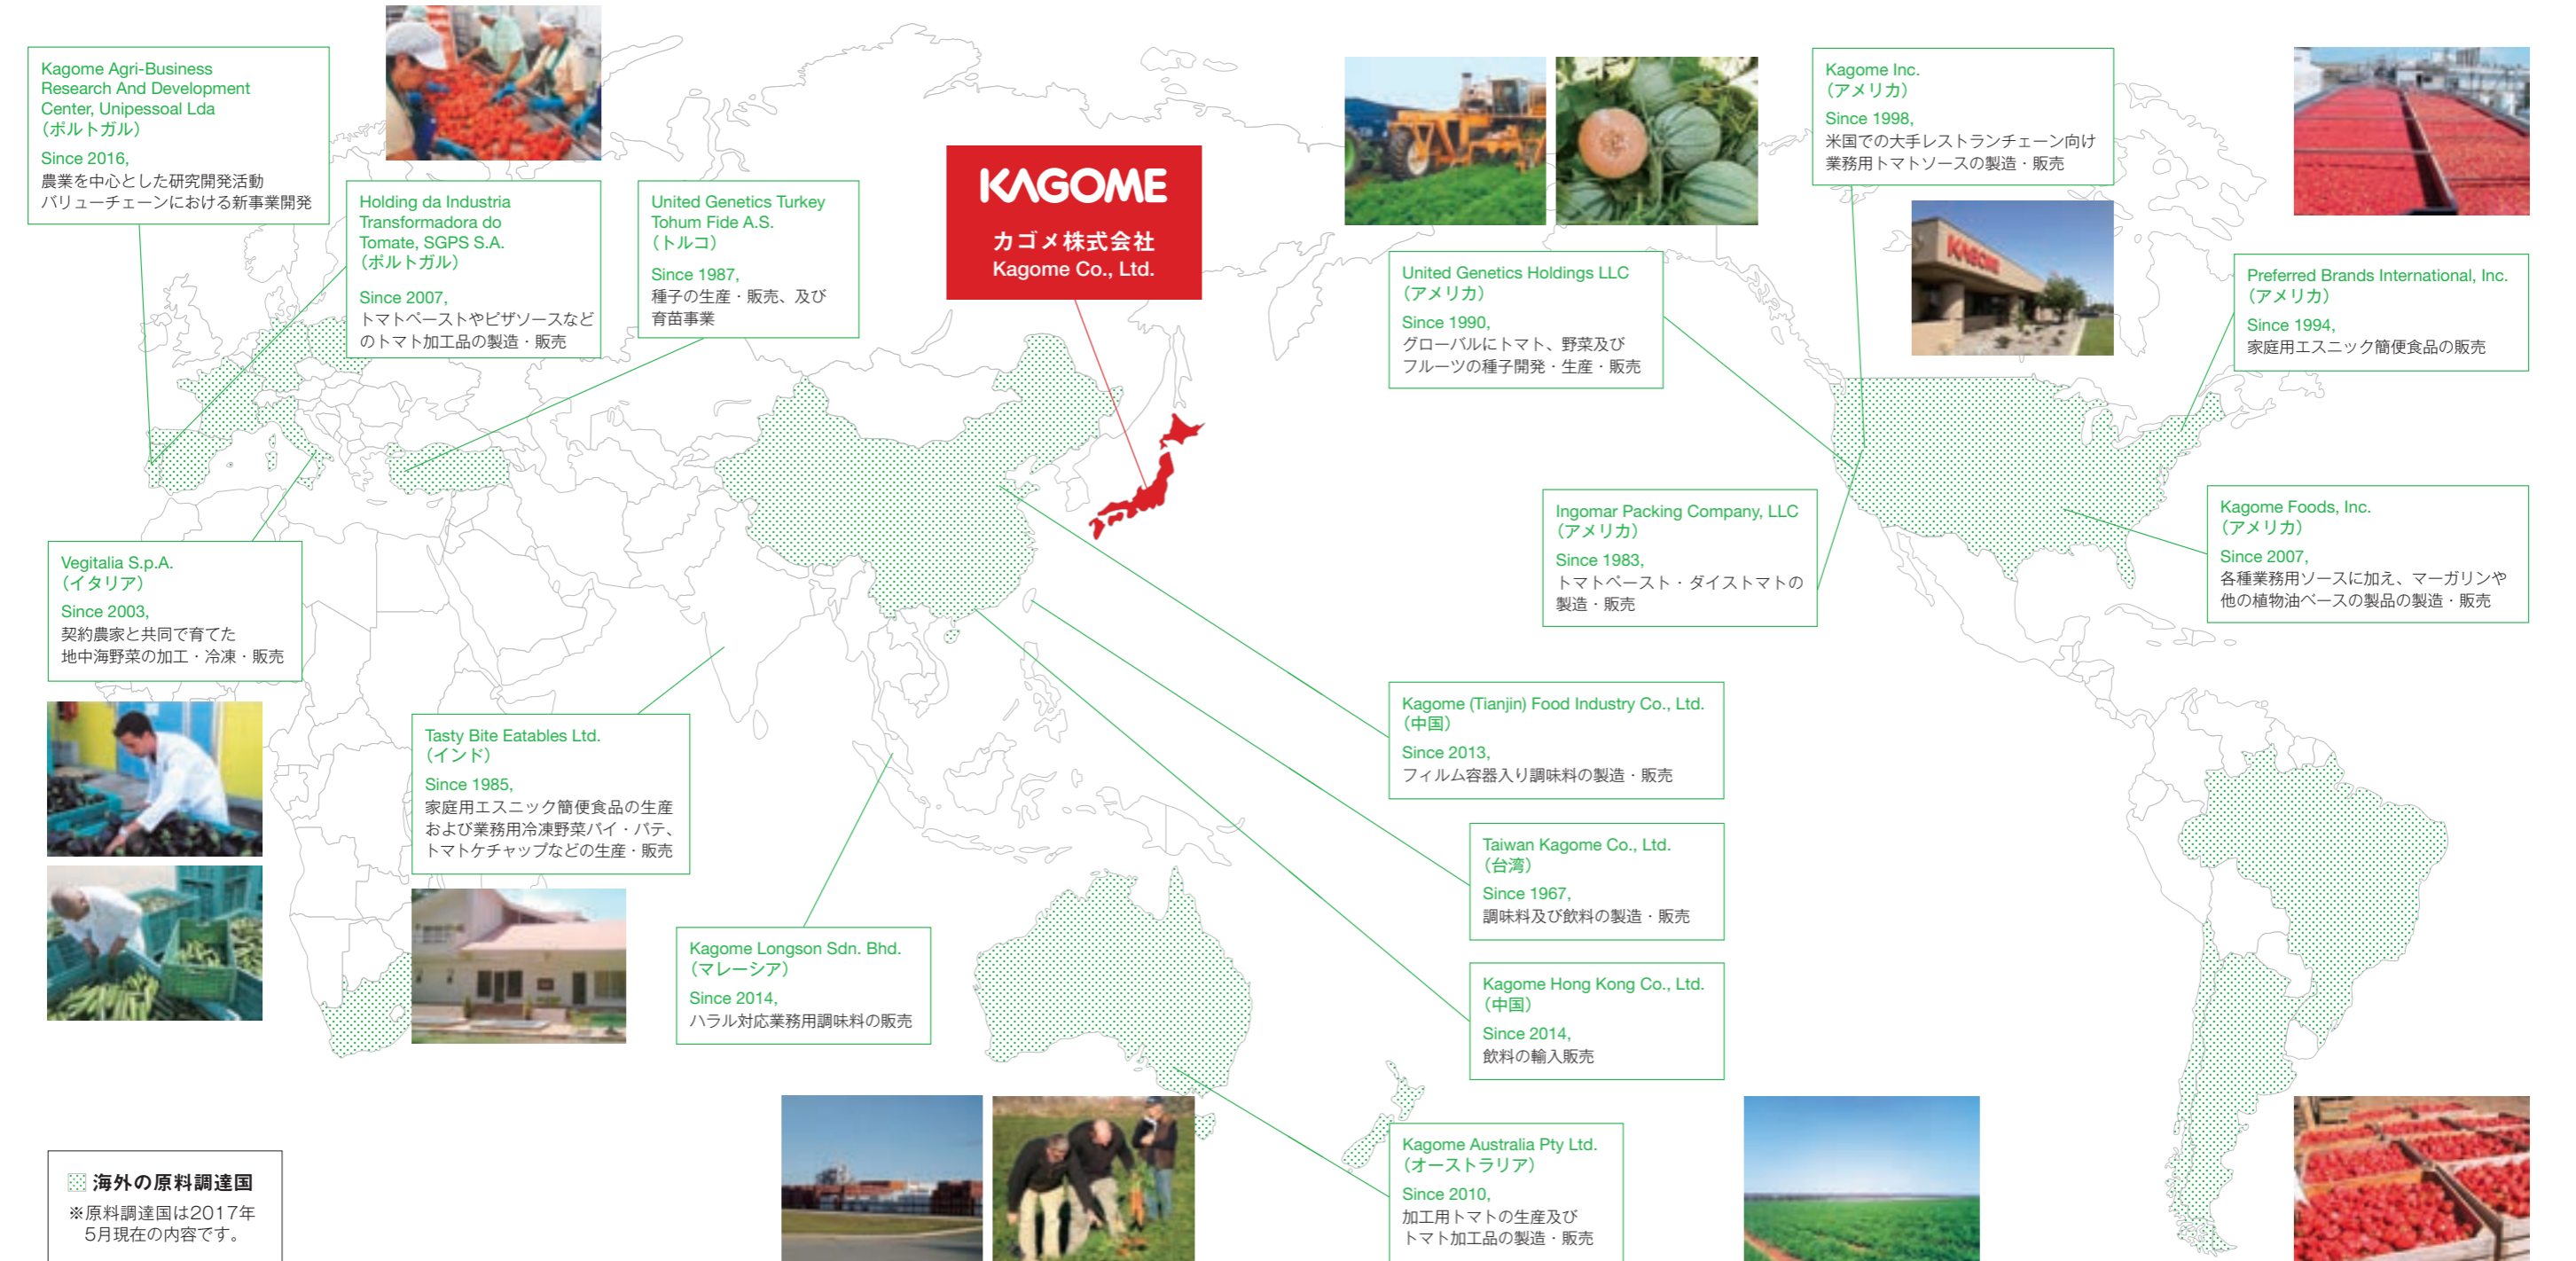 Kagome Agri-Business
Research And Development
Center, Unipessoal Lda
（ポルトガル）
Since 2016,
農業を中心とした研究開発活動
バリューチェーンにおける新事業開発
Holding da Industria
Transformadora do
Tomate, SGPS S.A.
（ポルトガル）
Since 2007,
トマトペーストやピザソースなど
のトマト加工品の製造・販売
United Genetics Turkey
Tohum Fide A.S.
（トルコ）
Since 1987,
種子の生産・販売、及び
育苗事業
KAGOME
カゴメ株式会社
Kagome Co., Ltd.
United Genetics Holdings LLC
（アメリカ）
Since 1990,
グローバルにトマト、野菜及び
フルーツの種子開発・生産・販売
Kagome Inc.
（アメリカ）
Since 1998,
米国での大手レストランチェーン向け
業務用トマトソースの製造・販売
KAGOME
Preferred Brands International, Inc.
（アメリカ）
Since 1994,
家庭用エスニック簡便食品の販売
Ingomar Packing Company, LLC
（アメリカ）
Since 1983,
トマトペースト・ダイストマトの
製造・販売
Kagome Foods, Inc.
（アメリカ）
Since 2007,
各種業務用ソースに加え、マーガリンや
他の植物油ベースの製品の製造・販売
Vegitalia S.p.A.
（イタリア）
Since 2003,
契約農家と共同で育てた
地中海野菜の加工・冷凍・販売
Tasty Bite Eatables Ltd.
（インド）
Since 1985,
家庭用エスニック簡便食品の生産
および業務用冷凍野菜パイ・パテ、
トマトケチャップなどの生産・販売
Kagome Longson Sdn. Bhd.
（マレーシア）
Since 2014,
ハラル対応業務用調味料の販売
Kagome (Tianjin) Food Industry Co., Ltd.
（中国）
Since 2013,
フィルム容器入り調味料の製造・販売
Taiwan Kagome Co., Ltd.
（台湾）
Since 1967,
調味料及び飲料の製造・販売
Kagome Hong Kong Co., Ltd.
（中国）
Since 2014,
飲料の輸入販売
Kagome Australia Pty Ltd.
（オーストラリア）
Since 2010,
加工用トマトの生産及び
トマト加工品の製造・販売
海外の原料調達国
※原料調達国は2017年
5月現在の内容です。